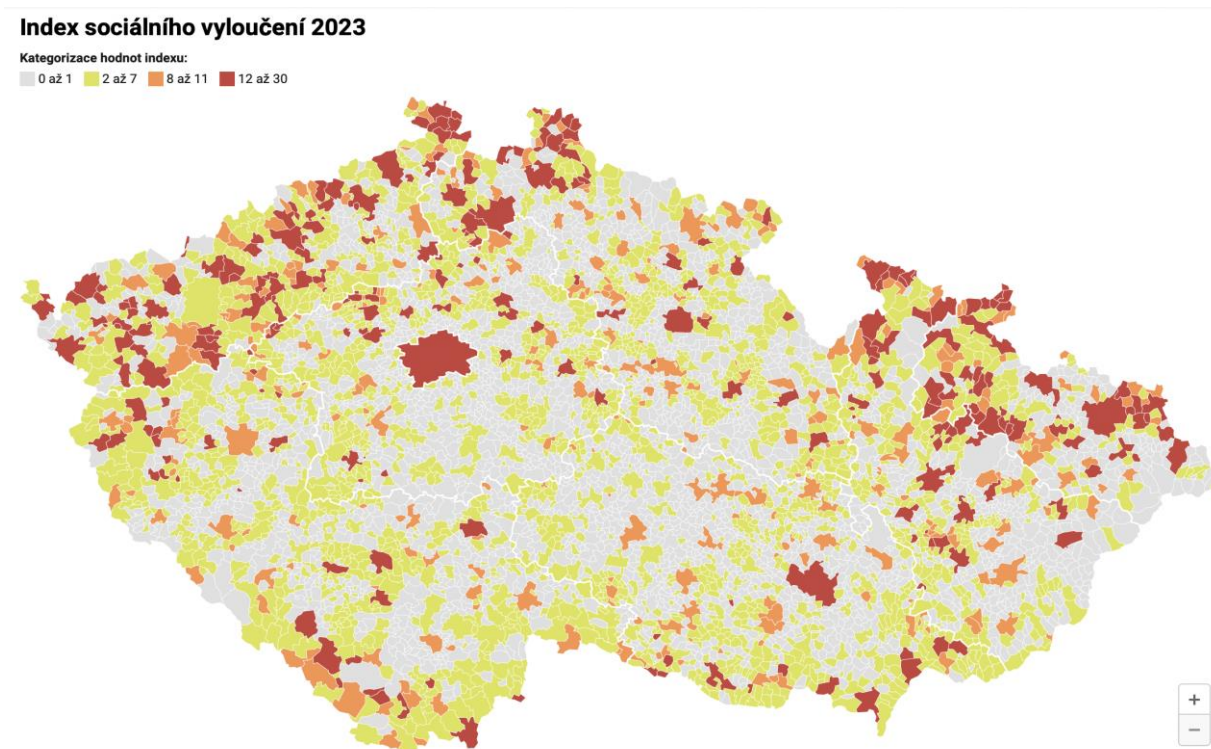 Index sociálního vyloučení 2023
Kategorizace hodnot indexu:
0 až 1 2 až 7 8 až 11 12 až 30
+
−